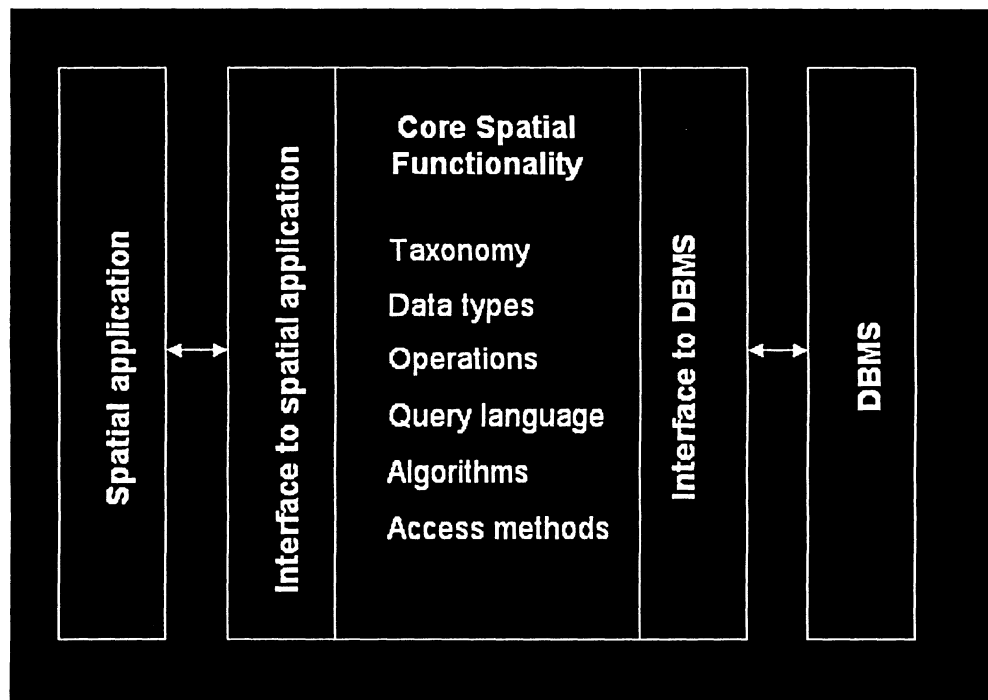 Spatial application
Interface to spatial application
Core Spatial
Functionality
Taxonomy
Data types
Operations
Query language
Algorithms
Access methods
Interface to DBMS
DBMS